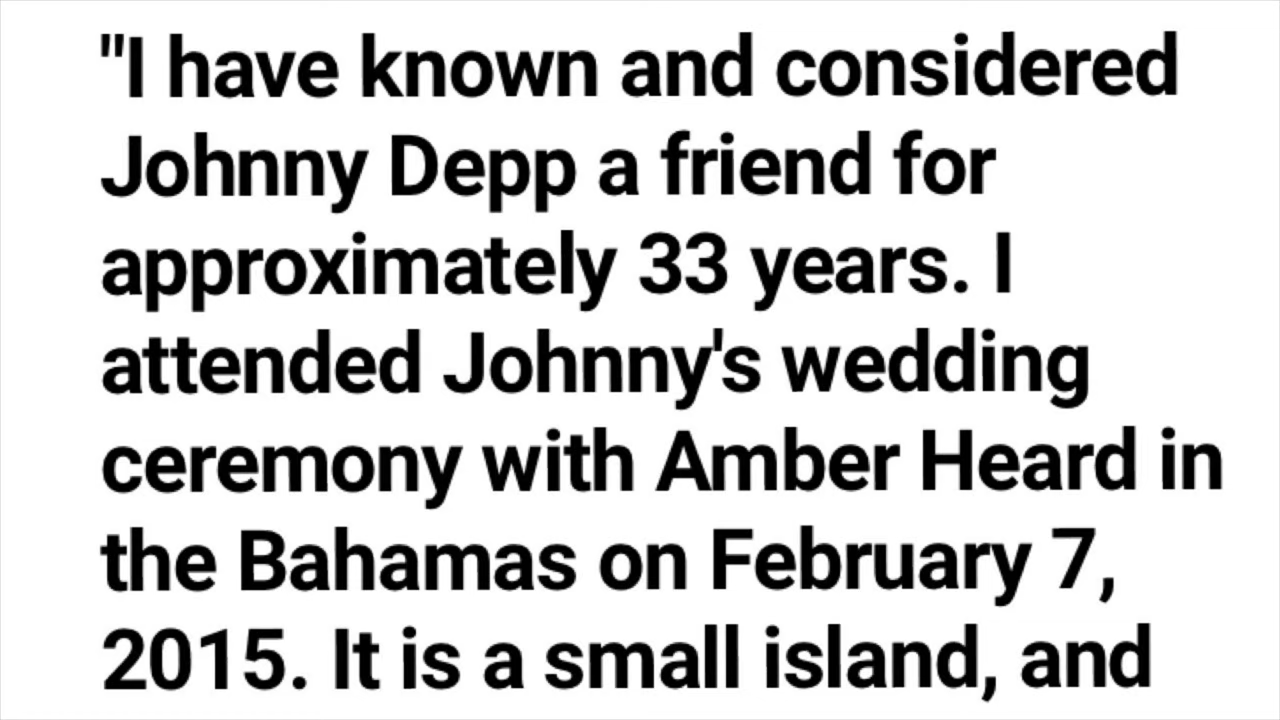 "I have known and considered
Johnny Depp a friend for
approximately 33 years. I
attended Johnny's wedding
ceremony with Amber Heard in
the Bahamas on February 7,
2015. It is a small island, and